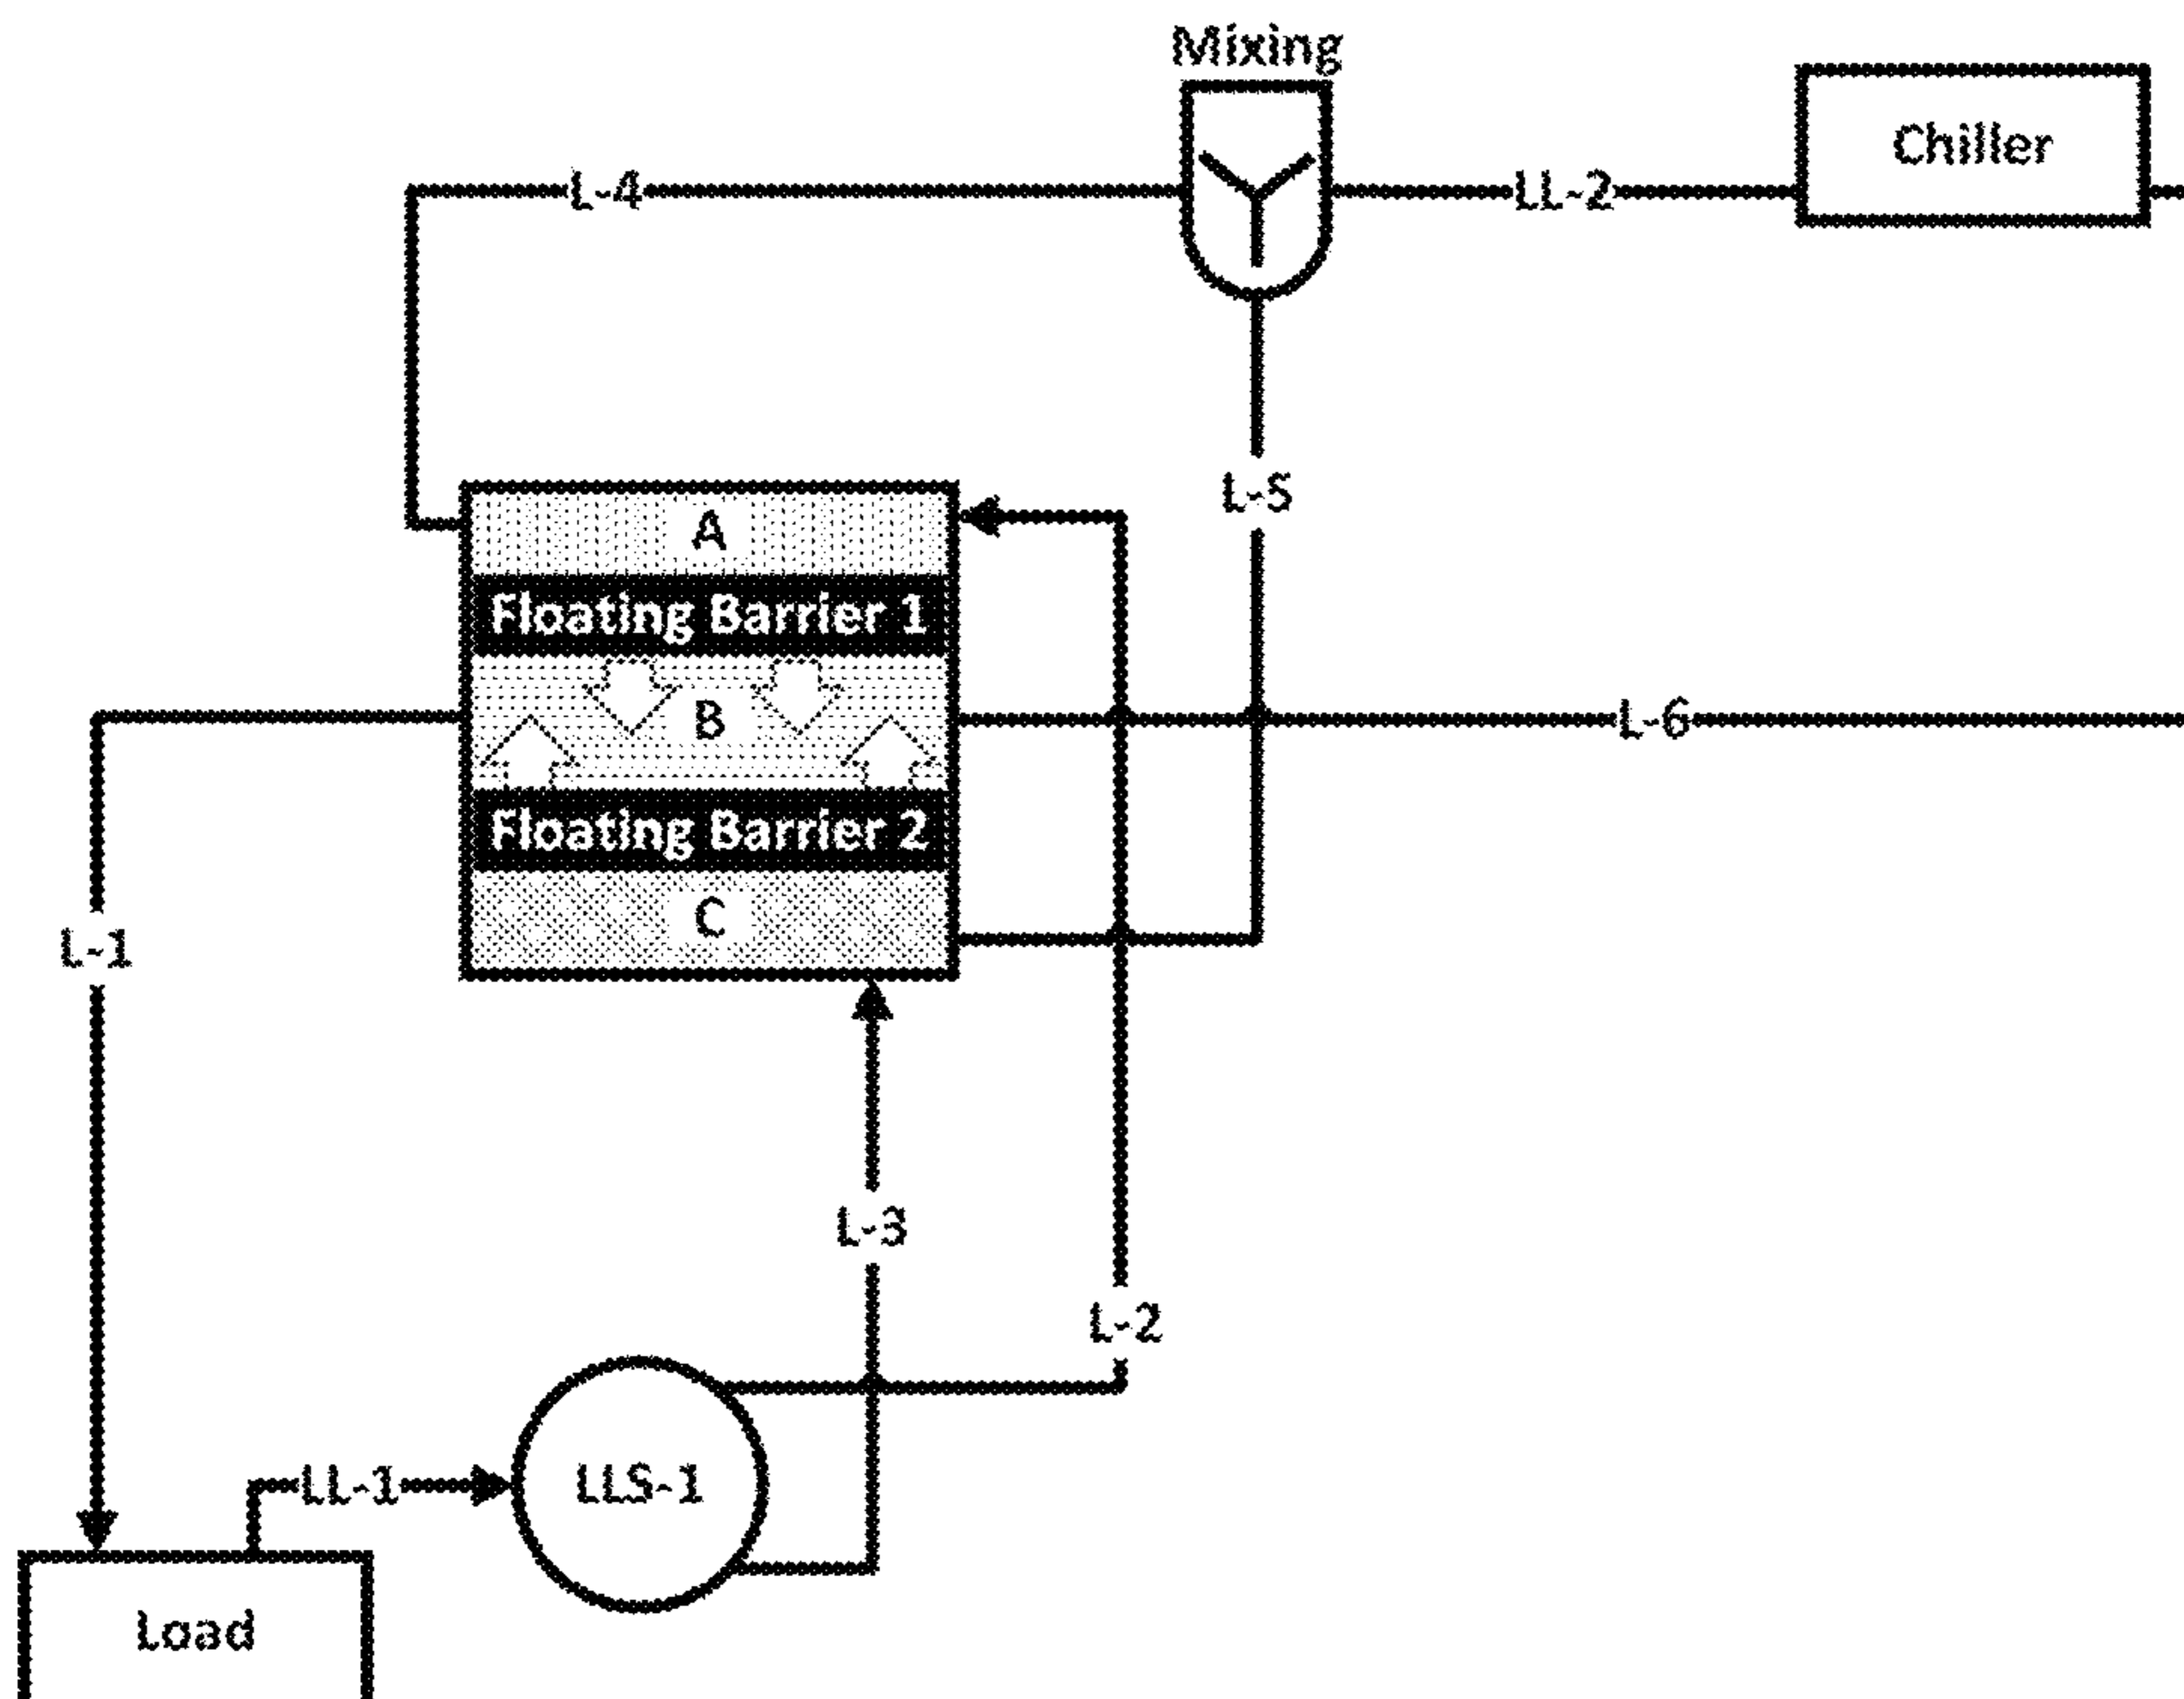 Mixing
Chiller
L-4
LL-2
L-5
A
Floating Barrier 1
B
L-6
Floating Barrier 2
C
L-1
L-3
L-2
LL-1
LLS-1
Load